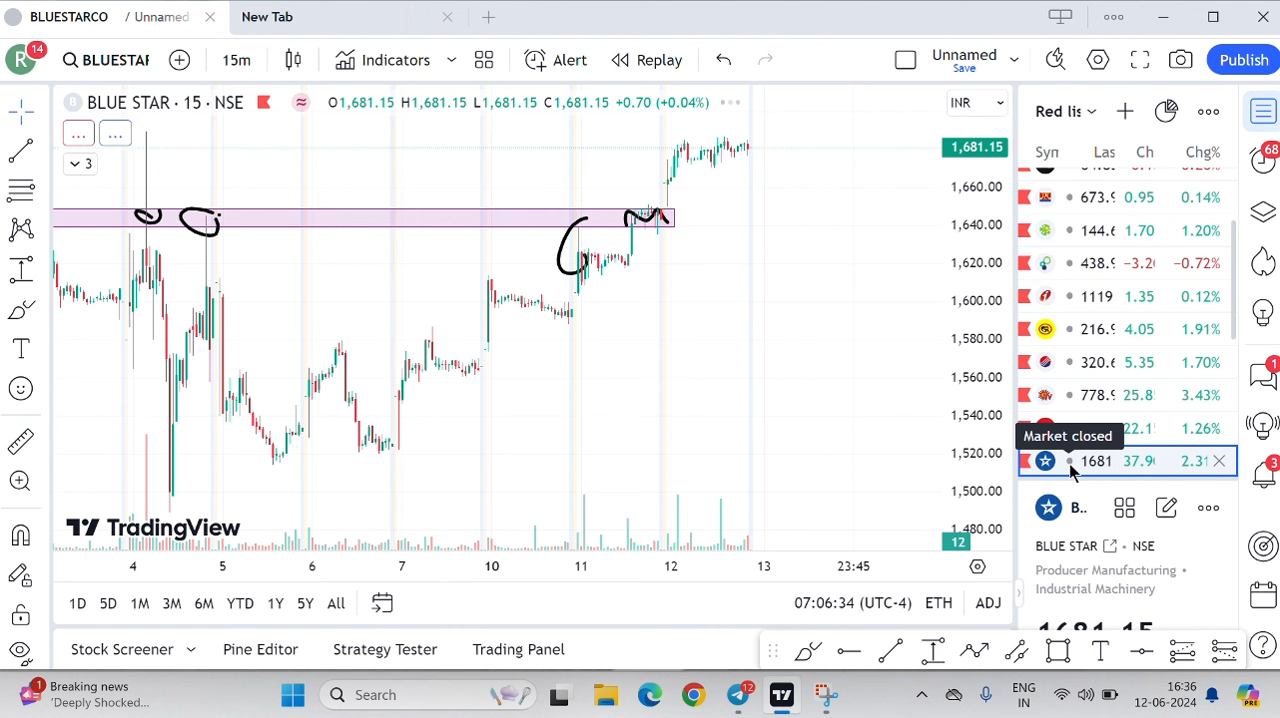 BLUESTARCO / Unnamed
New Tab
R 14
BLUESTAR
15m
Indicators
Alert
Replay
Unnamed
Save
Publish
BLUE STAR · 15 · NSE
O1,681.15 H1,681.15 L1,681.15 C1,681.15 +0.70 (+0.04%)
INR
Red lis
3
Syn Las Ch Chg%
1,681.15
1,660.00
1,640.00
1,620.00
1,600.00
1,580.00
1,560.00
1,540.00
1,520.00
1,500.00
1,480.00
12
673.9 0.95 0.14%
144.6 1.70 1.20%
438.9 −3.20 −0.72%
1119 1.35 0.12%
216.9 4.05 1.91%
320.6 5.35 1.70%
778.9 25.8 3.43%
22.1 1.26%
Market closed
1681 37.90 2.31
B..
BLUE STAR • NSE
Producer Manufacturing •
Industrial Machinery
1681.15
68
1
3
TradingView
4 5 6 7 10 11 12 13 23:45
1D 5D 1M 3M 6M YTD 1Y 5Y All
07:06:34 (UTC-4) ETH ADJ
Stock Screener
Pine Editor
Strategy Tester
Trading Panel
Breaking news
'Deeply Shocked...
1
Search
12
ENG
IN
16:36
12-06-2024
PRE